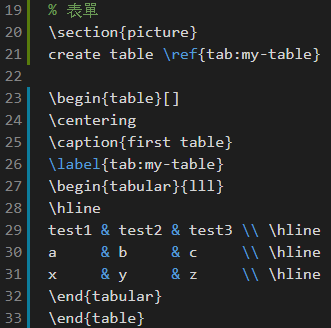 19 % 表單
20 \section{picture}
21 create table \ref{tab:my-table}
22
23 \begin{table}[]
24 \centering
25 \caption{first table}
26 \label{tab:my-table}
27 \begin{tabular}{lll}
28 \hline
29 test1 & test2 & test3 \\ \hline
30 a     & b     & c     \\ \hline
31 x     & y     & z     \\ \hline
32 \end{tabular}
33 \end{table}